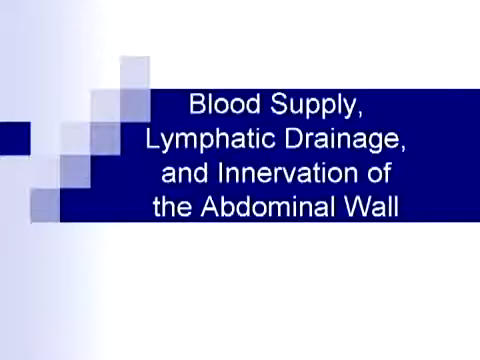 Blood Supply,
Lymphatic Drainage,
and Innervation of
the Abdominal Wall